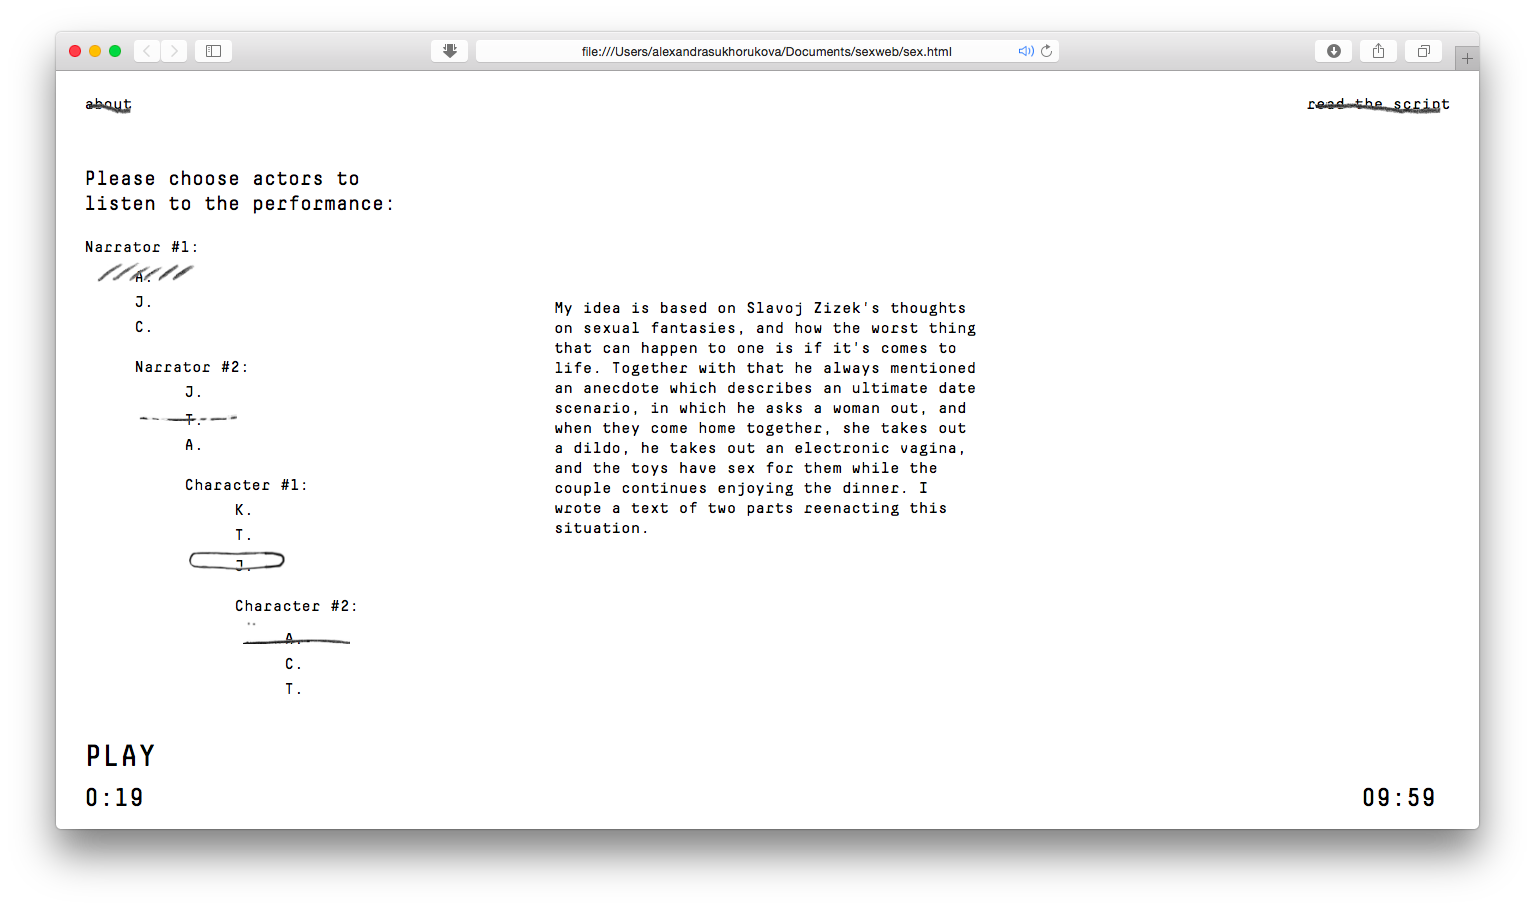 file:///Users/alexandrasukhorukova/Documents/sexweb/sex.html
about
read the script
Please choose actors to
listen to the performance:
Narrator #1:
A.
J.
C.
Narrator #2:
J.
T.
A.
Character #1:
K.
T.
J.
Character #2:
A.
C.
T.
My idea is based on Slavoj Zizek's thoughts
on sexual fantasies, and how the worst thing
that can happen to one is if it's comes to
life. Together with that he always mentioned
an anecdote which describes an ultimate date
scenario, in which he asks a woman out, and
when they come home together, she takes out
a dildo, he takes out an electronic vagina,
and the toys have sex for them while the
couple continues enjoying the dinner. I
wrote a text of two parts reenacting this
situation.
PLAY
0:19
09:59